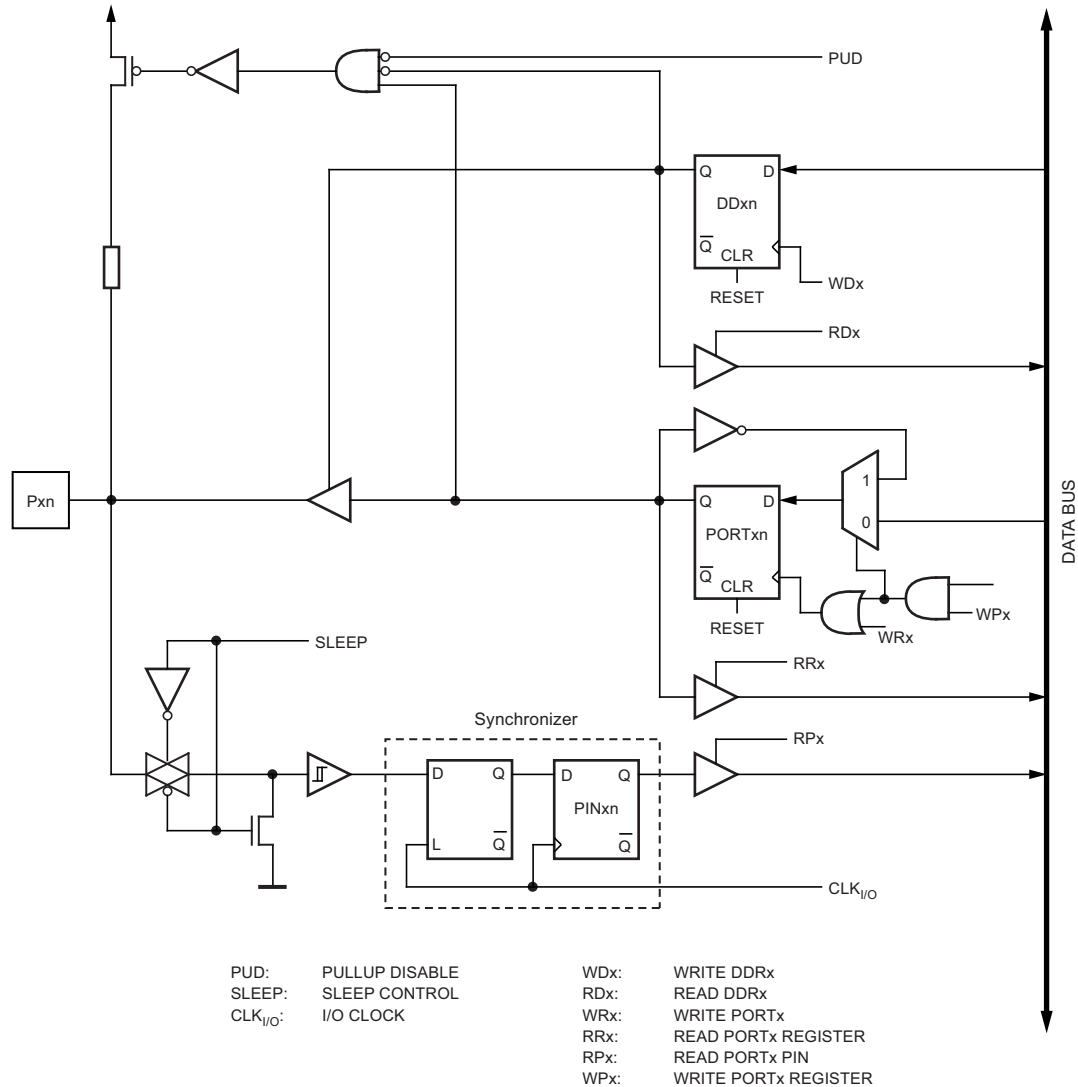 PUD
Q D
DDxn
Q
CLR
WDx
RESET
RDx
Pxn
1
Q D
0
PORTxn
DATA BUS
Q
CLR
WPx
RESET
WRx
SLEEP
RRx
Synchronizer
RPx
D Q D Q
PINxn
L Q Q
CLK I/O
PUD: PULLUP DISABLE
SLEEP: SLEEP CONTROL
CLK I/O: I/O CLOCK
WDx: WRITE DDRx
RDx: READ DDRx
WRx: WRITE PORTx
RRx: READ PORTx REGISTER
RPx: READ PORTx PIN
WPx: WRITE PORTx REGISTER